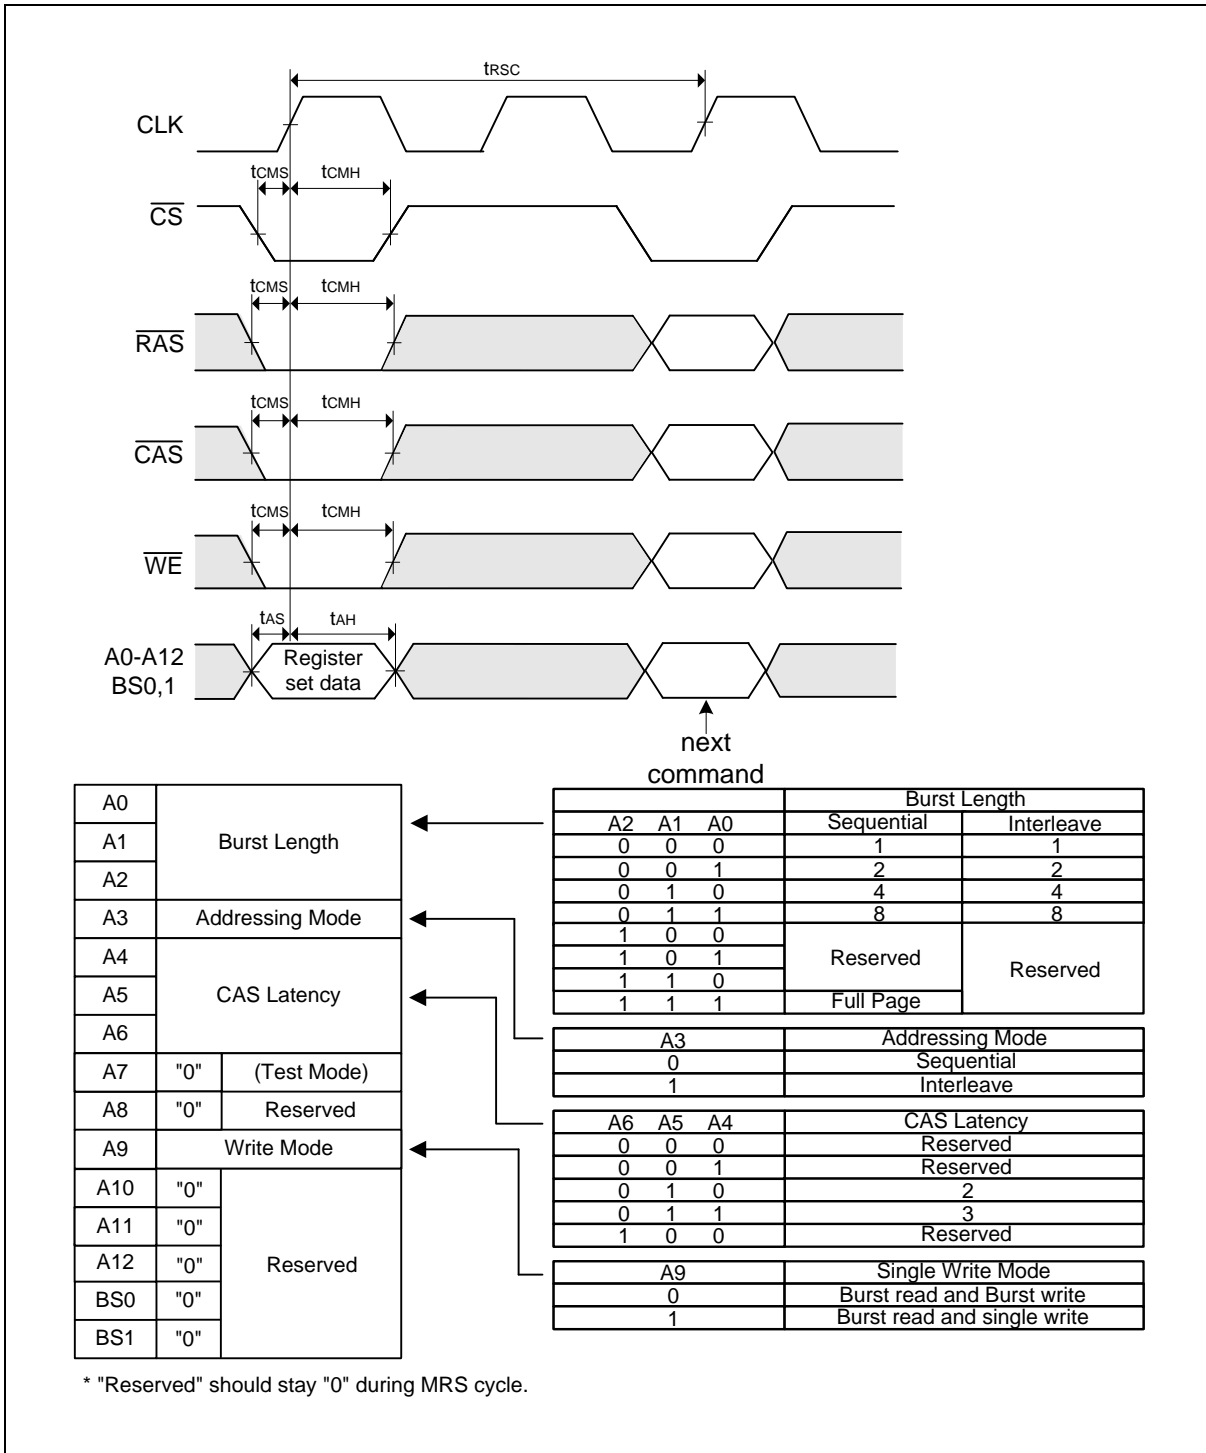 tRSC
CLK
tCMS tCMH
CS
tCMS tCMH
RAS
tCMS tCMH
CAS
tCMS tCMH
WE
tAS tAH
A0-A12
BS0,1
Register
set data
next
command
A0
A1 Burst Length
A2
A3 Addressing Mode
A4
A5 CAS Latency
A6
A7 "0" (Test Mode)
A8 "0" Reserved
A9 Write Mode
A10 "0"
A11 "0"
A12 "0" Reserved
BS0 "0"
BS1 "0"
Burst Length
A2 A1 A0 Sequential Interleave
0 0 0 1 1
0 0 1 2 2
0 1 0 4 4
0 1 1 8 8
1 0 0
1 0 1 Reserved Reserved
1 1 0
1 1 1 Full Page
A3 Addressing Mode
0 Sequential
1 Interleave
A6 A5 A4 CAS Latency
0 0 0 Reserved
0 0 1 Reserved
0 1 0 2
0 1 1 3
1 0 0 Reserved
A9 Single Write Mode
0 Burst read and Burst write
1 Burst read and single write
* "Reserved" should stay "0" during MRS cycle.